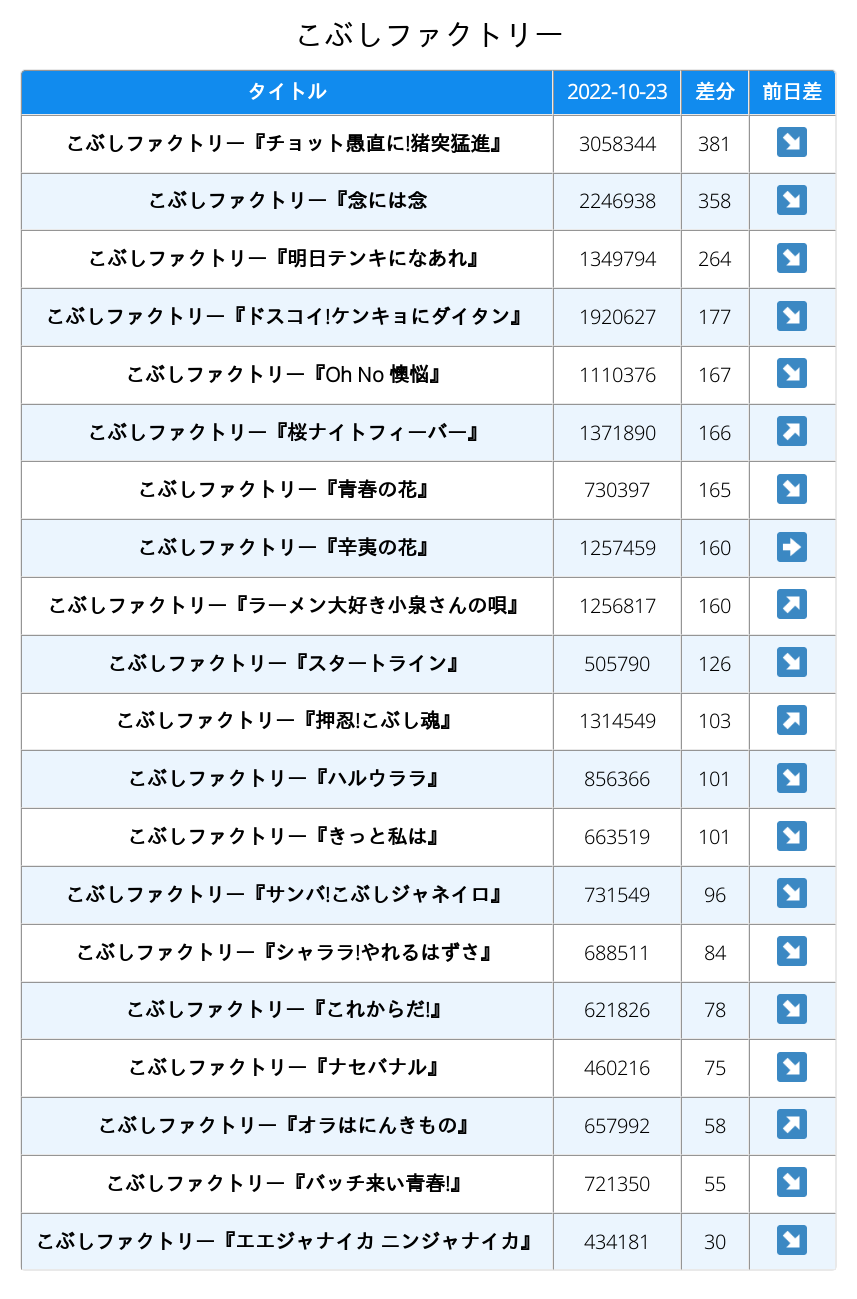 こぶしファクトリー
タイトル 2022-10-23 差分 前日差
こぶしファクトリー『チョット愚直に!猪突猛進』 3058344 381 ↘
こぶしファクトリー『念には念 2246938 358 ↘
こぶしファクトリー『明日テンキになあれ』 1349794 264 ↘
こぶしファクトリー『ドスコイ!ケンキョにダイタン』 1920627 177 ↘
こぶしファクトリー『Oh No 懊悩』 1110376 167 ↘
こぶしファクトリー『桜ナイトフィーバー』 1371890 166 ↗
こぶしファクトリー『青春の花』 730397 165 ↘
こぶしファクトリー『辛夷の花』 1257459 160 ➡
こぶしファクトリー『ラーメン大好き小泉さんの唄』 1256817 160 ↗
こぶしファクトリー『スタートライン』 505790 126 ↘
こぶしファクトリー『押忍!こぶし魂』 1314549 103 ↗
こぶしファクトリー『ハルウララ』 856366 101 ↘
こぶしファクトリー『きっと私は』 663519 101 ↘
こぶしファクトリー『サンバ!こぶしジャネイロ』 731549 96 ↘
こぶしファクトリー『シャララ!やれるはずさ』 688511 84 ↘
こぶしファクトリー『これからだ!』 621826 78 ↘
こぶしファクトリー『ナセバナル』 460216 75 ↘
こぶしファクトリー『オラはにんきもの』 657992 58 ↗
こぶしファクトリー『バッチ来い青春!』 721350 55 ↘
こぶしファクトリー『エエジャナイカ ニンジャナイカ』 434181 30 ↘